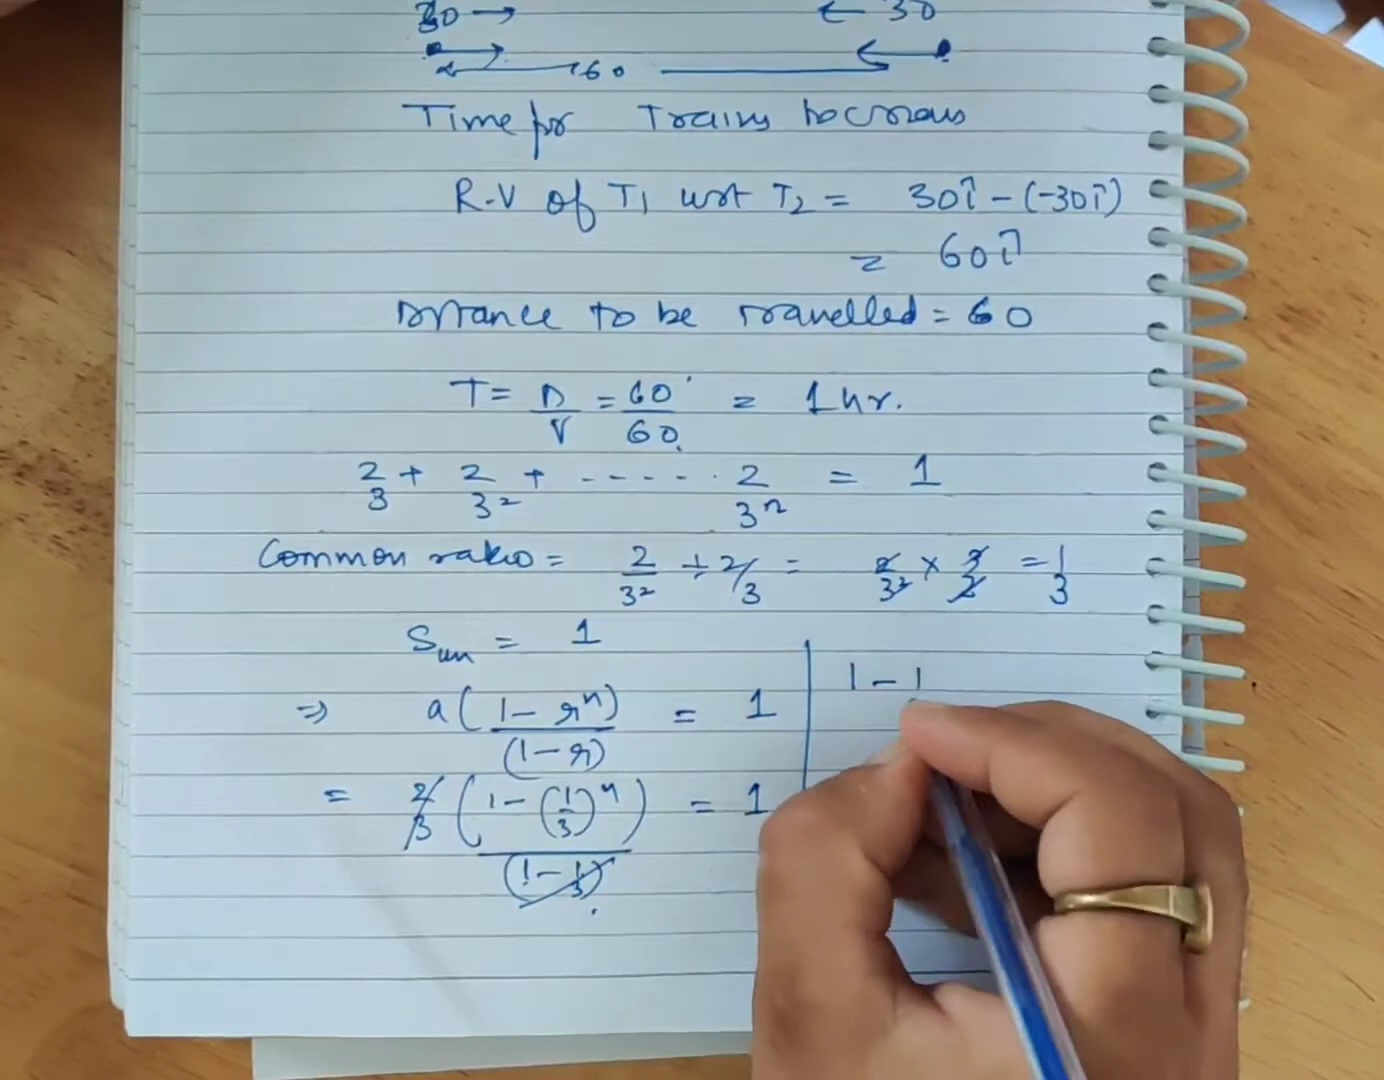 30 → ← 30
60
Time for Trains to cross
R.V of T1 wrt T2 = 30î - (-30î)
= 60î
Distance to be travelled = 60
T = D/V = 60/60 = 1 hr.
2/3 + 2/3² + ------ 2/3ⁿ = 1
Common ratio = 2/3² ÷ 2/3 = 2/3² × 3/2 = 1/3
Sum = 1
⇒ a((1 - rⁿ)/(1 - r)) = 1
= 2/3 ((1 - (1/3)ⁿ)/(1 - 1/3)) = 1
1 - 1